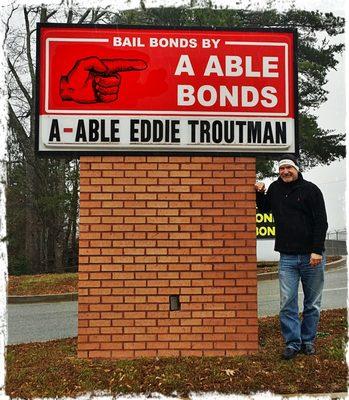 BAIL BONDS BY
A ABLE
BONDS
A-ABLE EDDIE TROUTMAN